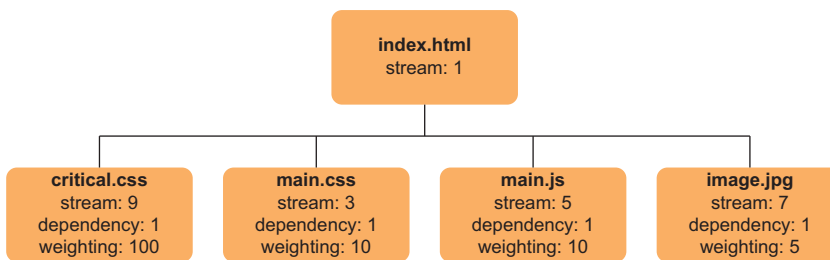 index.html
stream: 1
critical.css
stream: 9
dependency: 1
weighting: 100
main.css
stream: 3
dependency: 1
weighting: 10
main.js
stream: 5
dependency: 1
weighting: 10
image.jpg
stream: 7
dependency: 1
weighting: 5